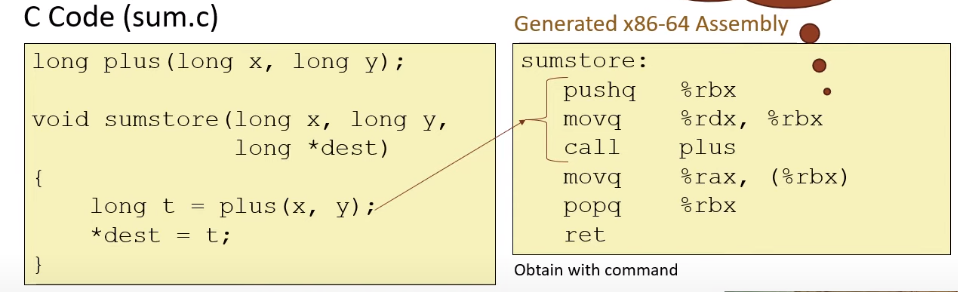 C Code (sum.c)
long plus(long x, long y);
void sumstore(long x, long y,
long *dest)
{
long t = plus(x, y);
*dest = t;
}
Generated x86-64 Assembly
sumstore:
pushq %rbx
movq %rdx, %rbx
call plus
movq %rax, (%rbx)
popq %rbx
ret
Obtain with command